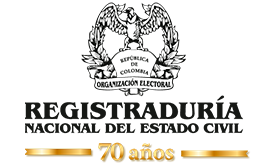 REPÚBLICA
DE
COLOMBIA
ORGANIZACIÓN ELECTORAL
REGISTRADURÍA
NACIONAL DEL ESTADO CIVIL
70 años